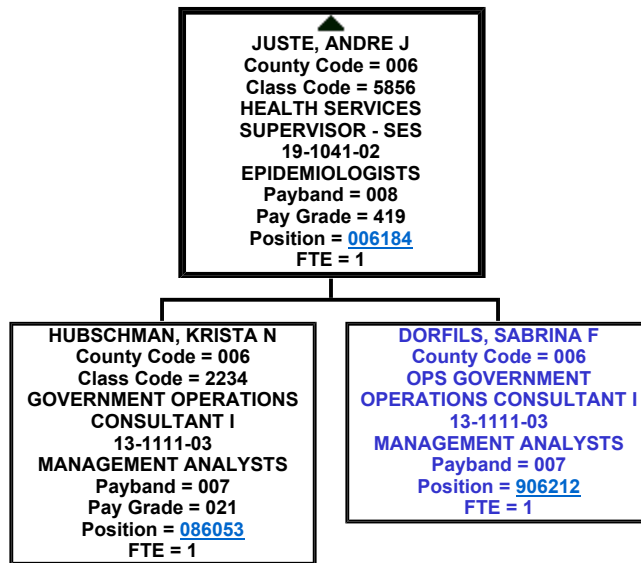 JUSTE, ANDRE J
County Code = 006
Class Code = 5856
HEALTH SERVICES
SUPERVISOR - SES
19-1041-02
EPIDEMIOLOGISTS
Payband = 008
Pay Grade = 419
Position = 006184
FTE = 1
HUBSCHMAN, KRISTA N
County Code = 006
Class Code = 2234
GOVERNMENT OPERATIONS
CONSULTANT I
13-1111-03
MANAGEMENT ANALYSTS
Payband = 007
Pay Grade = 021
Position = 086053
FTE = 1
DORFILS, SABRINA F
County Code = 006
OPS GOVERNMENT
OPERATIONS CONSULTANT I
13-1111-03
MANAGEMENT ANALYSTS
Payband = 007
Position = 906212
FTE = 1